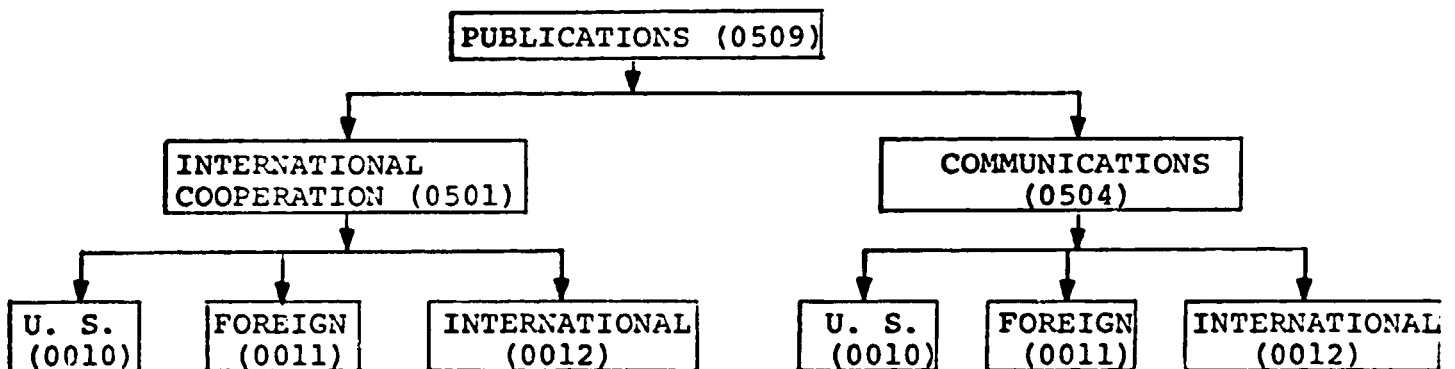 PUBLICATIONS (0509)
INTERNATIONAL
COOPERATION (0501)
COMMUNICATIONS
(0504)
U. S.
(0010)
FOREIGN
(0011)
INTERNATIONAL
(0012)
U. S.
(0010)
FOREIGN
(0011)
INTERNATIONAL
(0012)